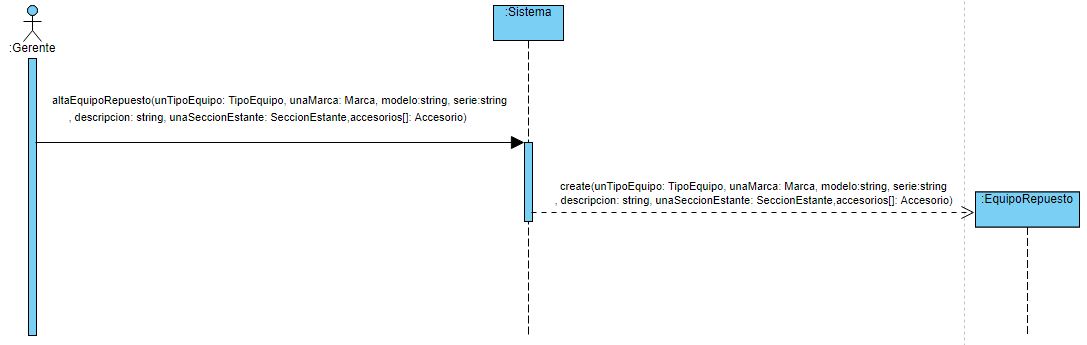 :Sistema
:Gerente
altaEquipoRepuesto(unTipoEquipo: TipoEquipo, unaMarca: Marca, modelo:string, serie:string
, descripcion: string, unaSeccionEstante: SeccionEstante,accesorios[]: Accesorio)
create(unTipoEquipo: TipoEquipo, unaMarca: Marca, modelo:string, serie:string
, descripcion: string, unaSeccionEstante: SeccionEstante,accesorios[]: Accesorio)
:EquipoRepuesto